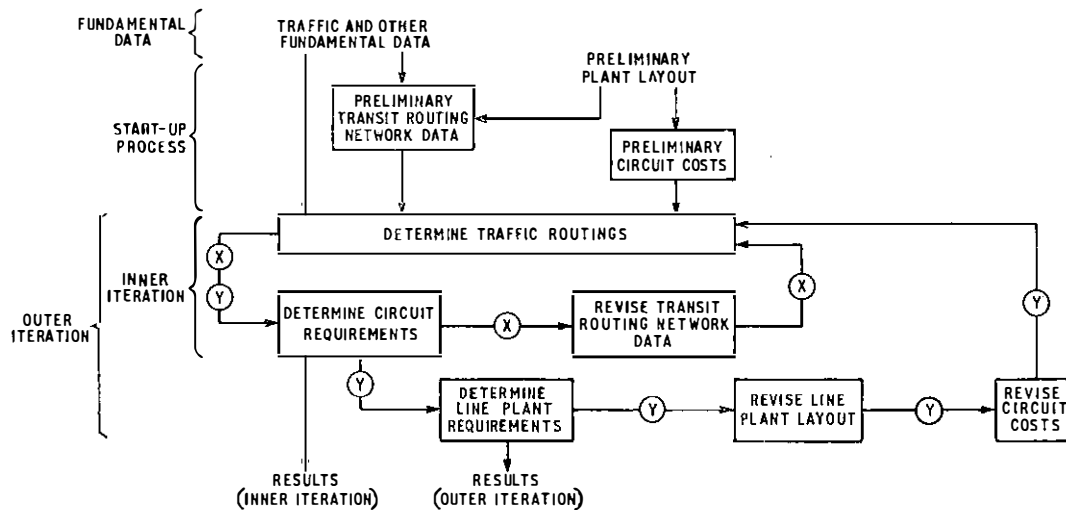 FUNDAMENTAL
DATA
TRAFFIC AND OTHER
FUNDAMENTAL DATA
PRELIMINARY
PLANT LAYOUT
START-UP
PROCESS
PRELIMINARY
TRANSIT ROUTING
NETWORK DATA
PRELIMINARY
CIRCUIT COSTS
DETERMINE TRAFFIC ROUTINGS
OUTER
ITERATION
INNER
ITERATION
X
Y
DETERMINE CIRCUIT
REQUIREMENTS
X
REVISE TRANSIT
ROUTING NETWORK
DATA
X
Y
Y
DETERMINE
LINE PLANT
REQUIREMENTS
Y
REVISE LINE
PLANT LAYOUT
Y
REVISE
CIRCUIT
COSTS
RESULTS
(INNER ITERATION)
RESULTS
(OUTER ITERATION)